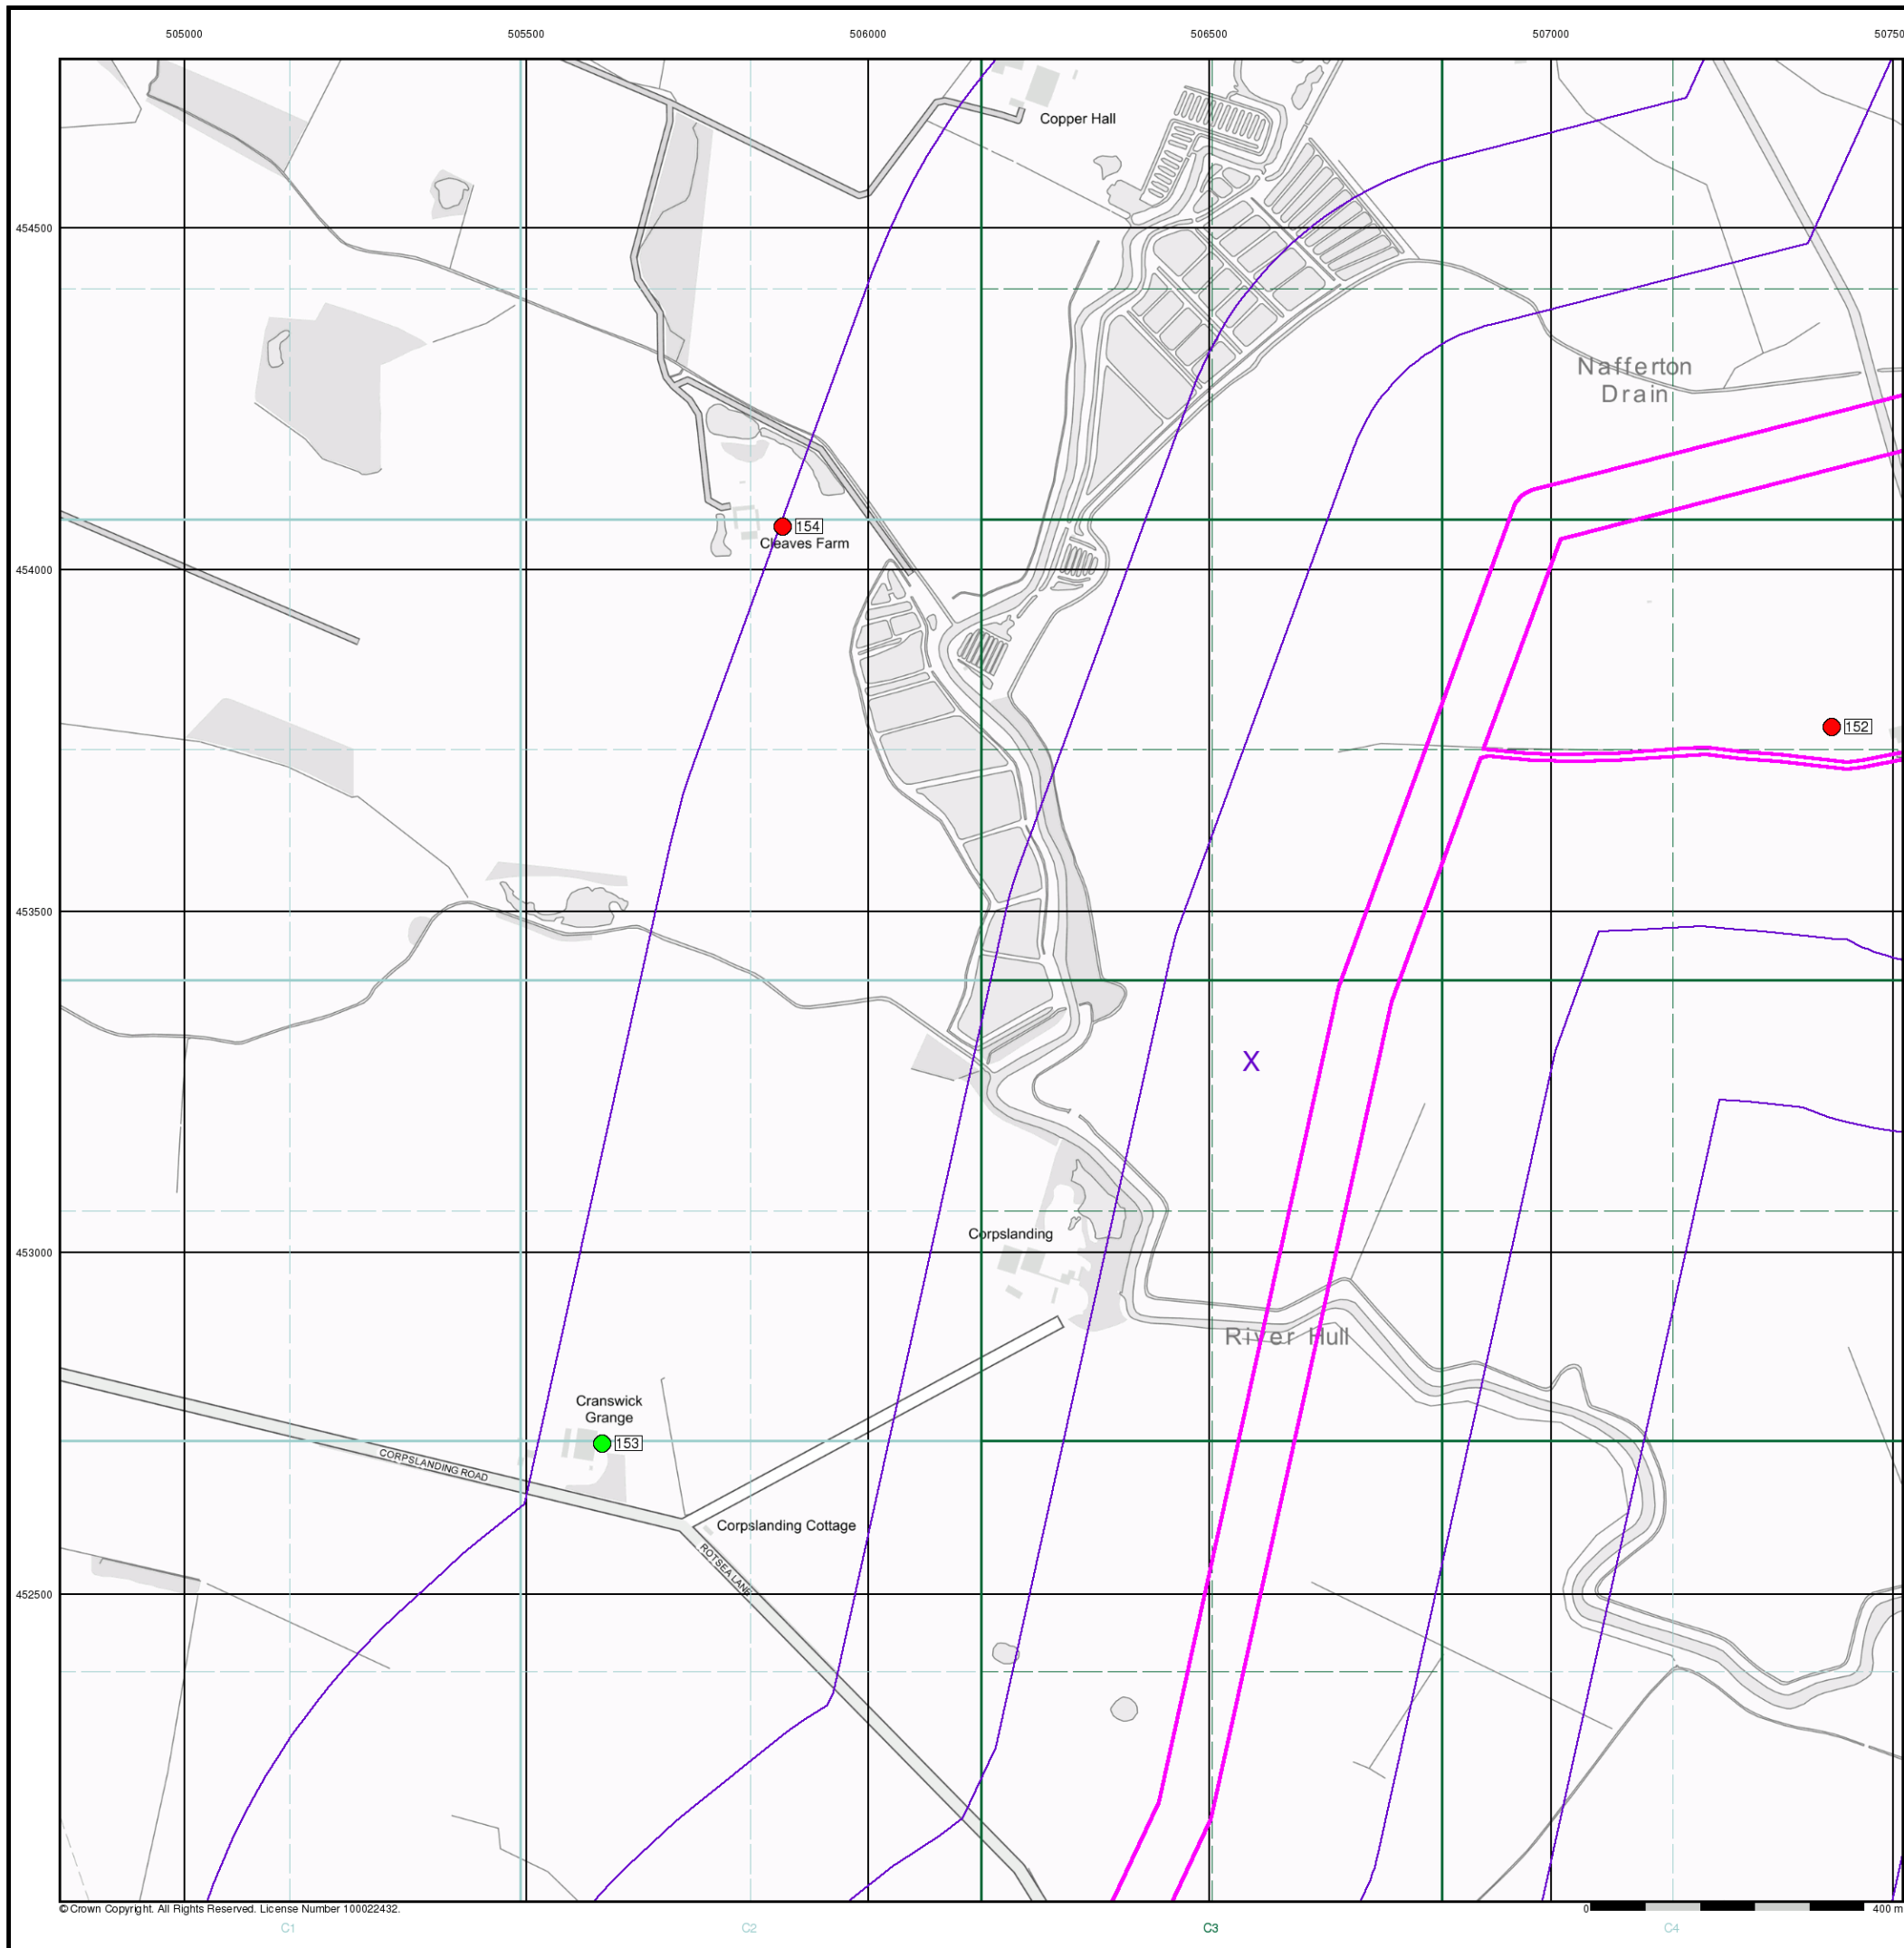 505000 505500 506000 506500 507000 50750
Copper Hall
454500
Nafferton
Drain
154
Cleaves Farm
454000
152
453500
X
Corpslanding
453000
River Hull
Cranswick
Grange
153
CORPSLANDING ROAD
Corpslanding Cottage
ROTSEA LANE
452500
© Crown Copyright. All Rights Reserved. License Number 100022432.
0 400 m
C1 C2 C3 C4